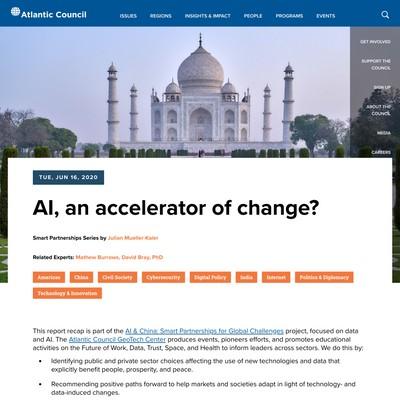 Atlantic Council
ISSUES REGIONS INSIGHTS & IMPACT PEOPLE PROGRAMS EVENTS
GET INVOLVED
SUPPORT THE
COUNCIL
SIGN UP
ABOUT THE
COUNCIL
MEDIA
CAREERS
TUE, JUN 16, 2020
AI, an accelerator of change?
Smart Partnerships Series by Julian Mueller-Kaler
Related Experts: Mathew Burrows, David Bray, PhD
Americas China Civil Society Cybersecurity Digital Policy India Internet Politics & Diplomacy
Technology & Innovation
This report recap is part of the AI & China: Smart Partnerships for Global Challenges project, focused on data
and AI. The Atlantic Council GeoTech Center produces events, pioneers efforts, and promotes educational
activities on the Future of Work, Data, Trust, Space, and Health to inform leaders across sectors. We do this by:
• Identifying public and private sector choices affecting the use of new technologies and data that
explicitly benefit people, prosperity, and peace.
• Recommending positive paths forward to help markets and societies adapt in light of technology- and
data-induced changes.